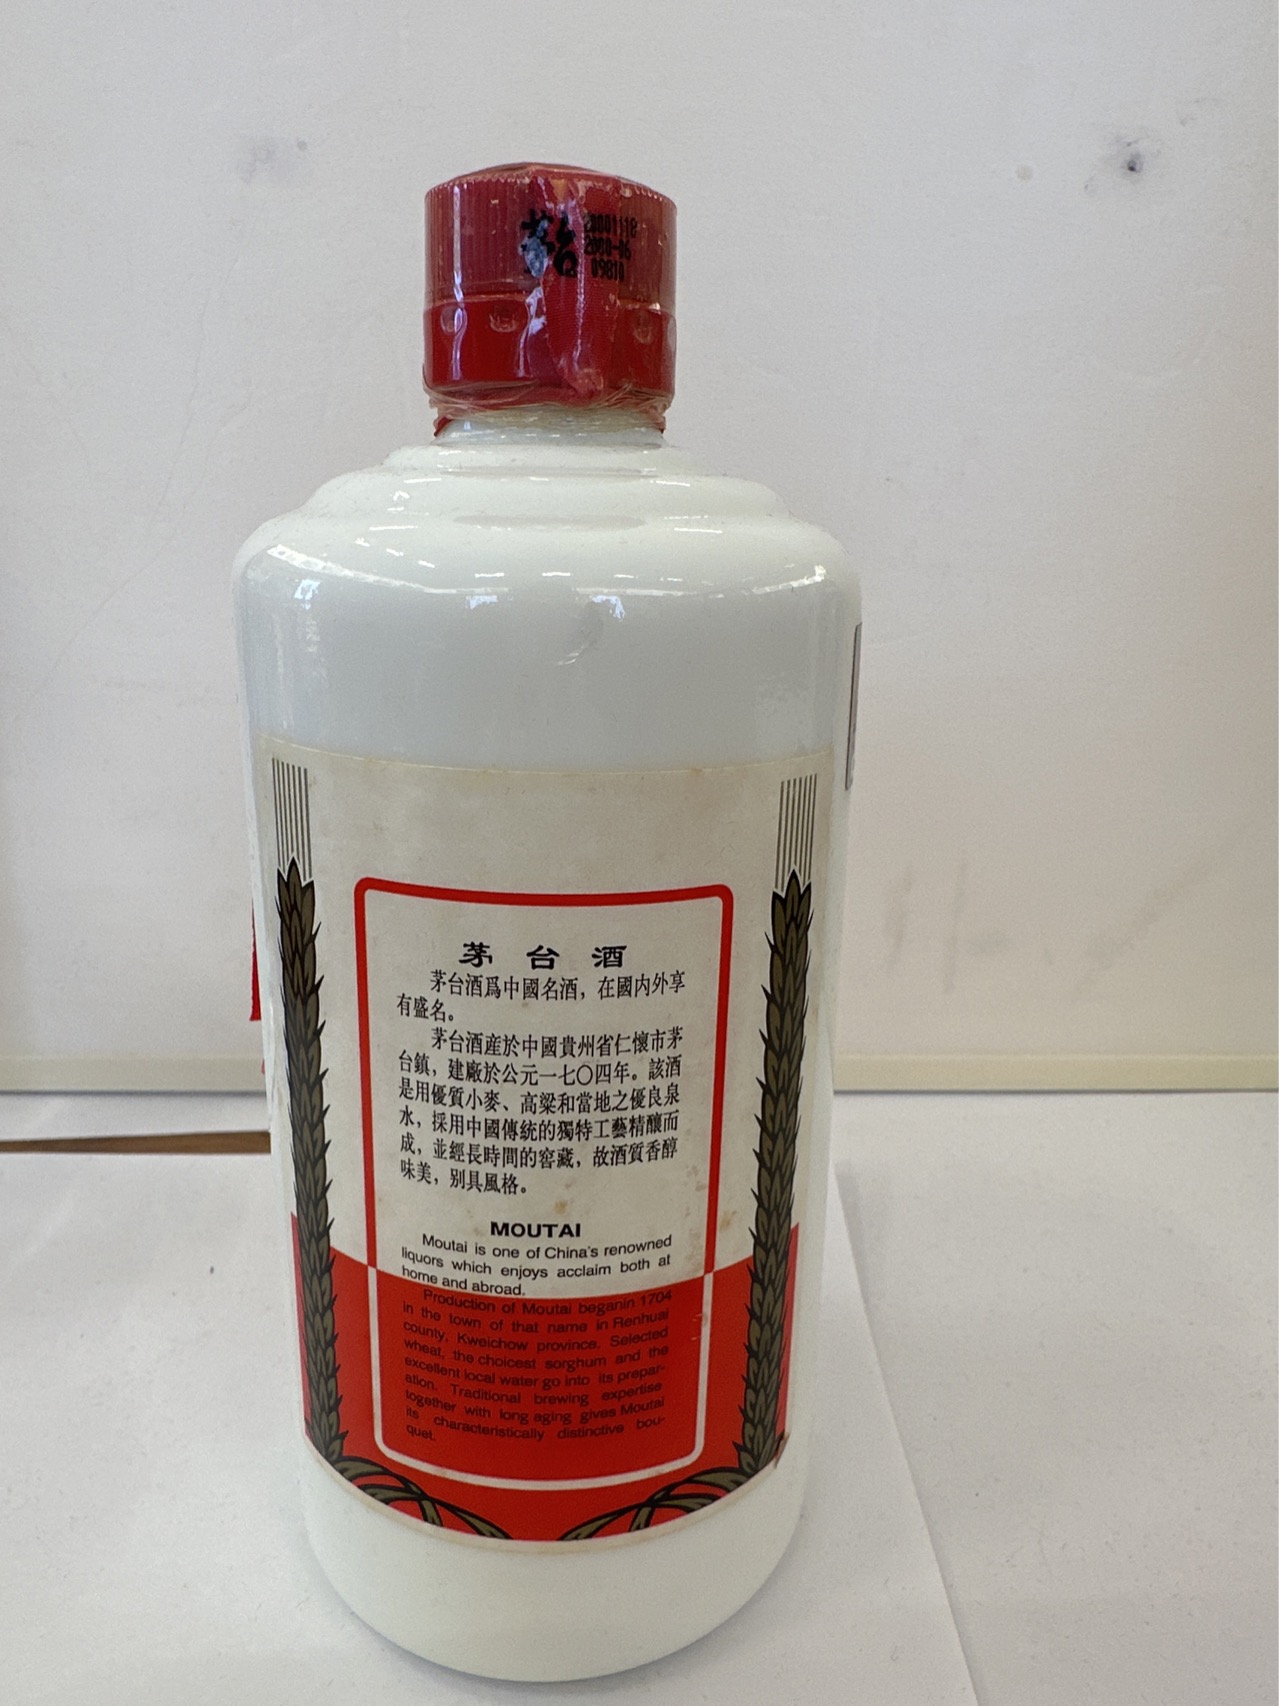 茅台
20001118
2000-06
09810
茅台酒
茅台酒爲中國名酒，在國内外享
有盛名。
茅台酒産於中國貴州省仁懷市茅
台鎮，建廠於公元一七〇四年。該酒
是用優質小麥、高粱和當地之優良泉
水，採用中國傳統的獨特工藝精釀而
成，並經長時間的窖藏，故酒質香醇
味美，别具風格。
MOUTAI
Moutai is one of China's renowned
liquors which enjoys acclaim both at
home and abroad.
Production of Moutai beganin 1704
in the town of that name in Renhuai
county, Kweichow province. Selected
wheat, the choicest sorghum and the
excellent local water go into its prepar-
ation. Traditional brewing expertise
together with long aging gives Moutai
its characteristically distinctive bou-
quet.